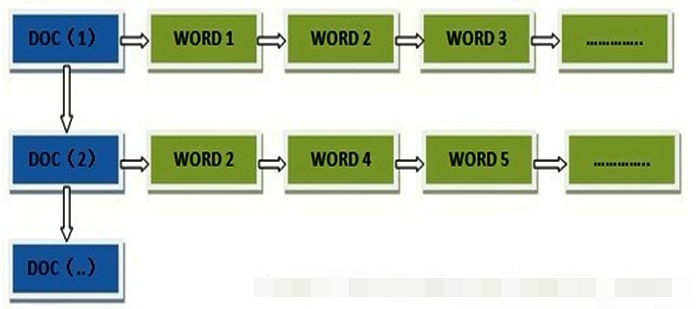 DOC（1） WORD 1 WORD 2 WORD 3 …………..
DOC（2） WORD 2 WORD 4 WORD 5 …………..
DOC（..）